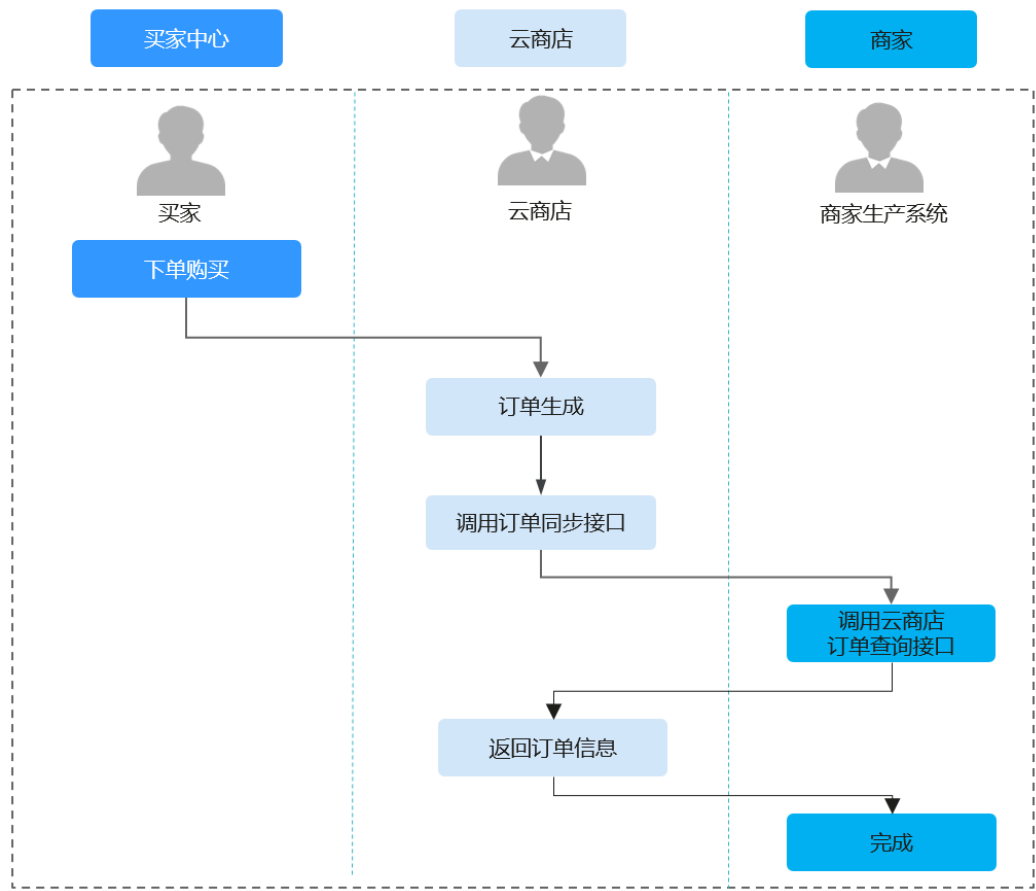 买家中心
云商店
商家
买家
云商店
商家生产系统
下单购买
订单生成
调用订单同步接口
调用云商店
订单查询接口
返回订单信息
完成